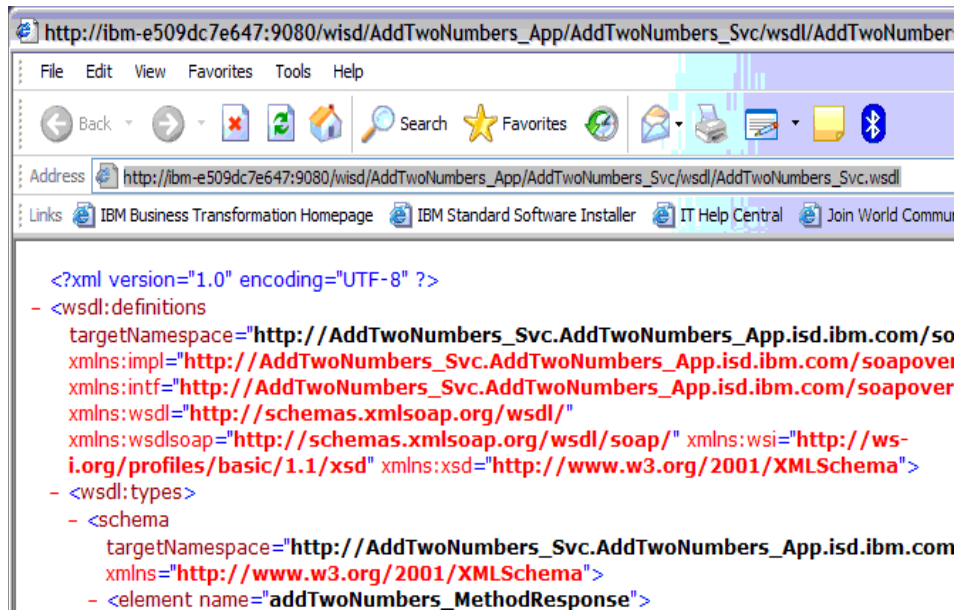 http://ibm-e509dc7e647:9080/wisd/AddTwoNumbers_App/AddTwoNumbers_Svc/wsdl/AddTwoNumber
File Edit View Favorites Tools Help
Back Search Favorites
Address http://ibm-e509dc7e647:9080/wisd/AddTwoNumbers_App/AddTwoNumbers_Svc/wsdl/AddTwoNumbers_Svc.wsdl
Links IBM Business Transformation Homepage IBM Standard Software Installer IT Help Central Join World Commu
<?xml version="1.0" encoding="UTF-8" ?>
- <wsdl:definitions
targetNamespace="http://AddTwoNumbers_Svc.AddTwoNumbers_App.isd.ibm.com/so
xmlns:impl="http://AddTwoNumbers_Svc.AddTwoNumbers_App.isd.ibm.com/soapover
xmlns:intf="http://AddTwoNumbers_Svc.AddTwoNumbers_App.isd.ibm.com/soapover
xmlns:wsdl="http://schemas.xmlsoap.org/wsdl/"
xmlns:wsdlsoap="http://schemas.xmlsoap.org/wsdl/soap/" xmlns:wsi="http://ws-
i.org/profiles/basic/1.1/xsd" xmlns:xsd="http://www.w3.org/2001/XMLSchema">
- <wsdl:types>
- <schema
targetNamespace="http://AddTwoNumbers_Svc.AddTwoNumbers_App.isd.ibm.com
xmlns="http://www.w3.org/2001/XMLSchema">
- <element name="addTwoNumbers_MethodResponse">